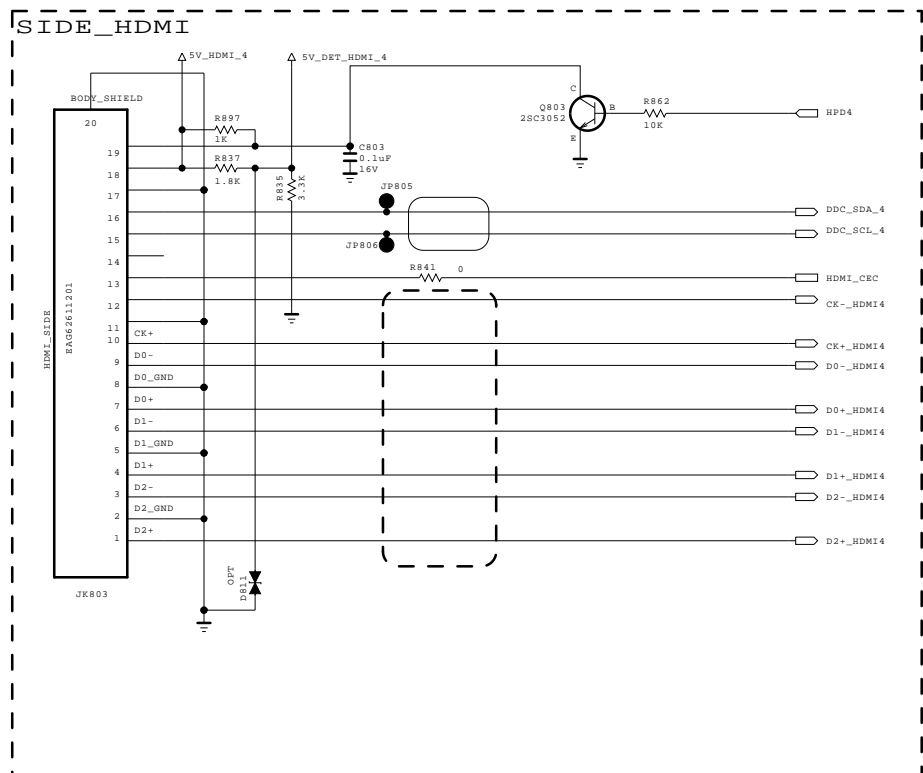 SIDE_HDMI
5V_HDMI_4
5V_DET_HDMI_4
BODY_SHIELD
20
R897
1K
C
Q803
2SC3052
B
E
R862
10K
HPD4
19
C803
0.1uF
16V
18
R837
1.8K
R835
3.3K
17
JP805
16
DDC_SDA_4
15
JP806
DDC_SCL_4
14
R841
0
13
HDMI_CEC
12
CK-_HDMI4
HDMI_SIDE
EAG62611201
11
10
CK+
CK+_HDMI4
9
D0-
D0-_HDMI4
8
D0_GND
7
D0+
D0+_HDMI4
6
D1-
D1-_HDMI4
5
D1_GND
4
D1+
D1+_HDMI4
3
D2-
D2-_HDMI4
2
D2_GND
1
D2+
D2+_HDMI4
OPT
D811
JK803